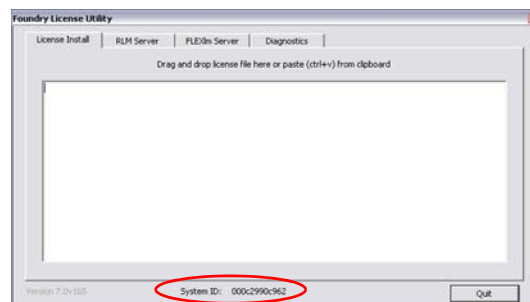 Foundry License Utility
License Install RLM Server FLEXlm Server Diagnostics
Drag and drop license file here or paste (ctrl+v) from clipboard
Version 7.0v1b5 System ID: 000c2990c962 Quit